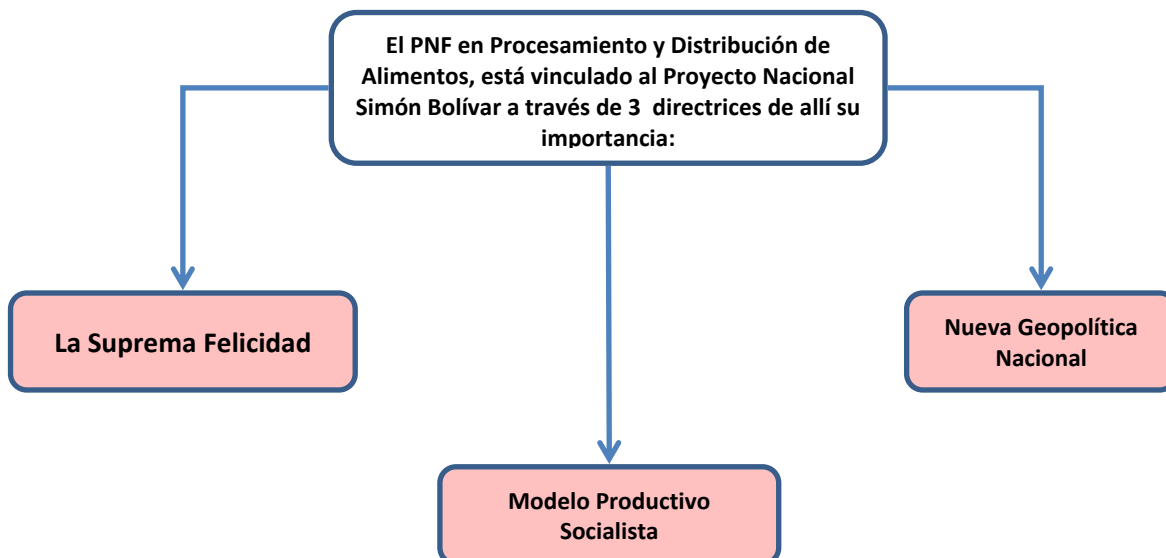 El PNF en Procesamiento y Distribución de
Alimentos, está vinculado al Proyecto Nacional
Simón Bolívar a través de 3 directrices de allí su
importancia:
La Suprema Felicidad
Nueva Geopolítica
Nacional
Modelo Productivo
Socialista